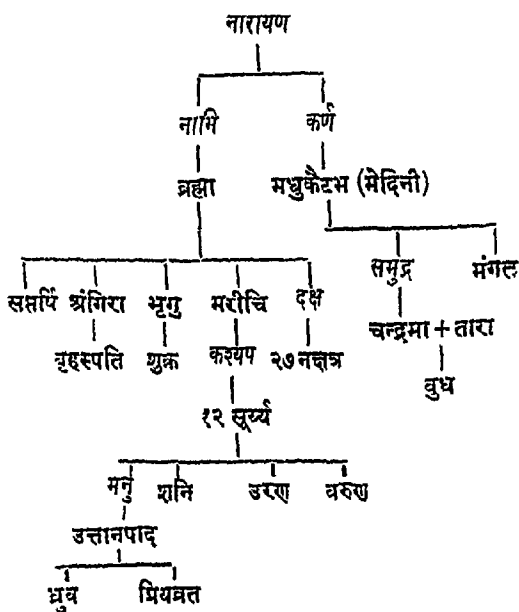 नारायण
नाभि कर्ण
ब्रह्मा मधुकैटभ (मेदिनी)
समुद्र मंगल
सप्तर्षि अंगिरा भृगु मरीचि दक्ष
चन्द्रमा + तारा
बृहस्पति शुक्र कश्यप २७ नक्षत्र
बुध
१२ सूर्य्य
मनु शनि उरण वरुण
उत्तानपाद
ध्रुव प्रियव्रत